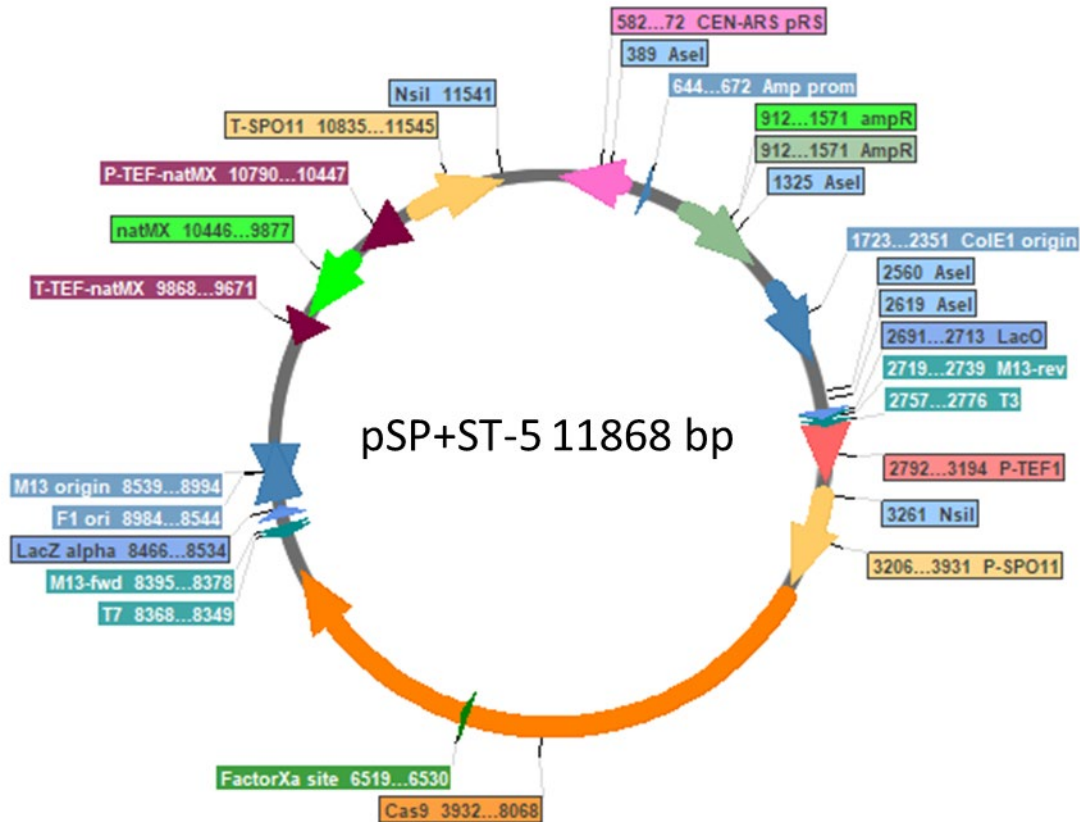 582...72 CEN-ARS pRS
389 AseI
NsiI 11541
644...672 Amp prom
T-SPO11 10835...11545
912...1571 ampR
912...1571 AmpR
P-TEF-natMX 10790...10447
1325 AseI
natMX 10446...9877
1723...2351 ColE1 origin
2560 AseI
T-TEF-natMX 9868...9671
2619 AseI
2691...2713 LacO
2719...2739 M13-rev
2757...2776 T3
pSP+ST-5 11868 bp
2792...3194 P-TEF1
M13 origin 8539...8994
3261 NsiI
F1 ori 8984...8544
LacZ alpha 8466...8534
3206...3931 P-SPO11
M13-fwd 8395...8378
T7 8368...8349
FactorXa site 6519...6530
Cas9 3932...8068